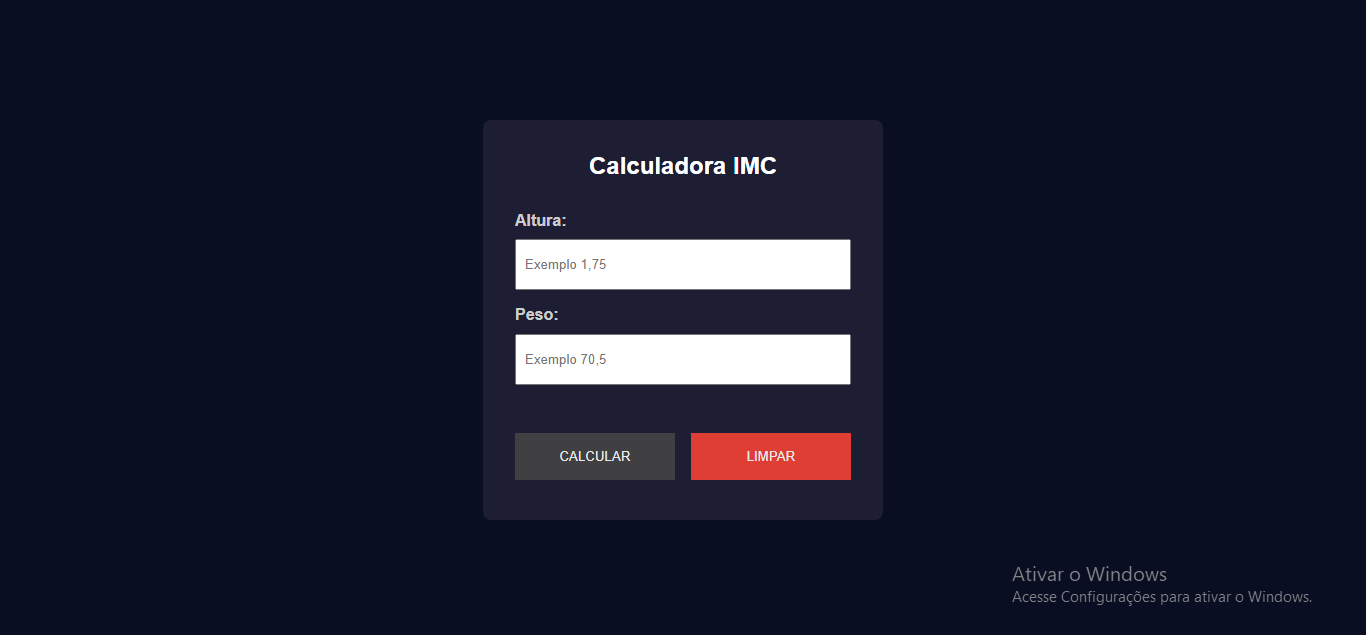 Calculadora IMC
Altura:
Exemplo 1,75
Peso:
Exemplo 70,5
CALCULAR LIMPAR
Ativar o Windows
Acesse Configurações para ativar o Windows.